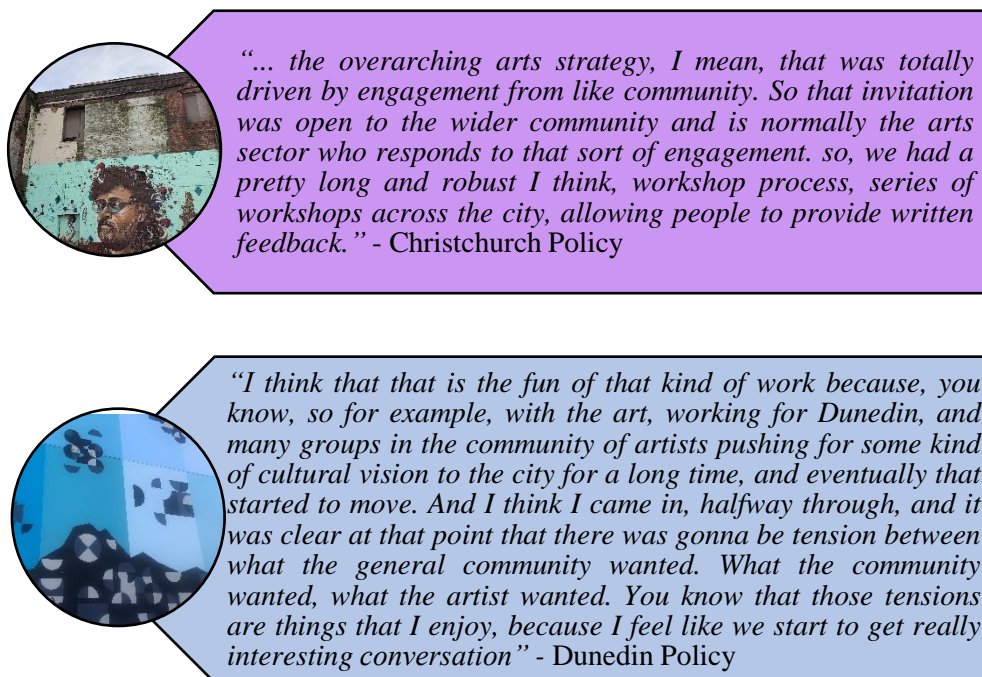 “... the overarching arts strategy, I mean, that was totally
driven by engagement from like community. So that invitation
was open to the wider community and is normally the arts
sector who responds to that sort of engagement. so, we had a
pretty long and robust I think, workshop process, series of
workshops across the city, allowing people to provide written
feedback.” - Christchurch Policy
“I think that that is the fun of that kind of work because, you
know, so for example, with the art, working for Dunedin, and
many groups in the community of artists pushing for some kind
of cultural vision to the city for a long time, and eventually that
started to move. And I think I came in, halfway through, and it
was clear at that point that there was gonna be tension between
what the general community wanted. What the community
wanted, what the artist wanted. You know that those tensions
are things that I enjoy, because I feel like we start to get really
interesting conversation” - Dunedin Policy